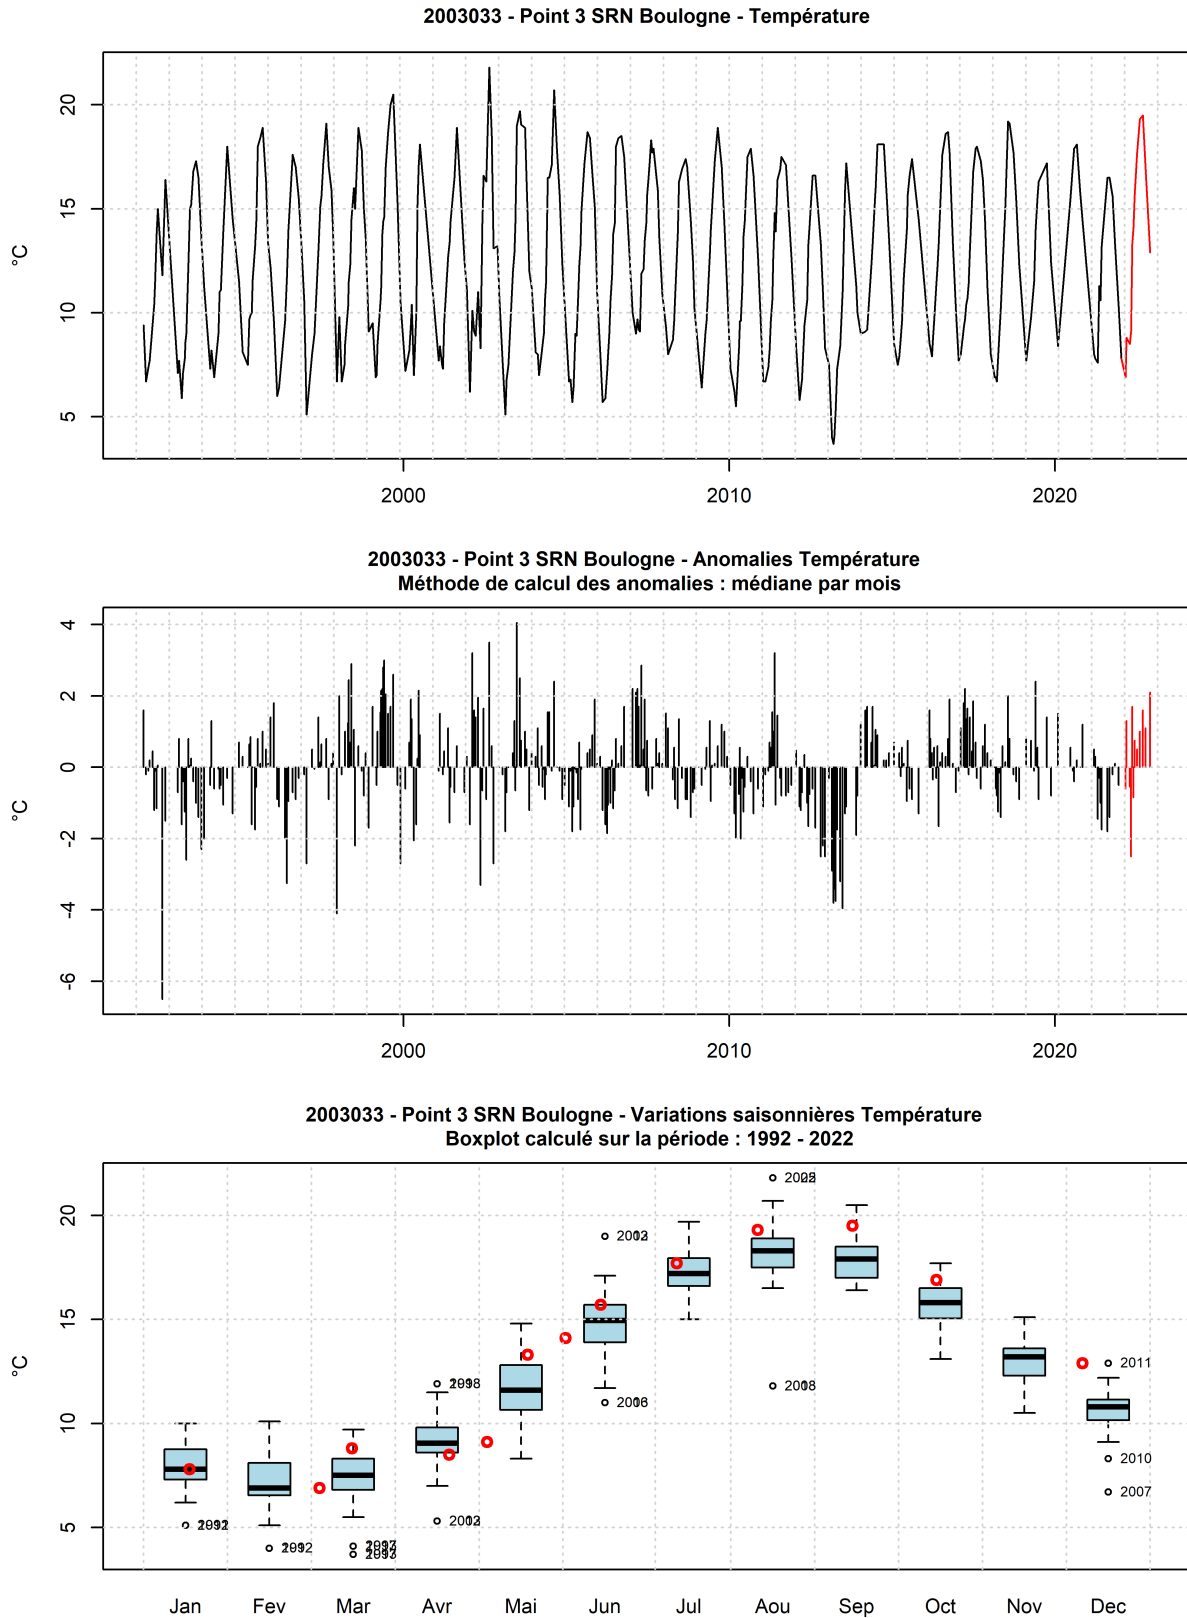 2003033 - Point 3 SRN Boulogne - Température
20
15
10
5
°C
2000 2010 2020
2003033 - Point 3 SRN Boulogne - Anomalies Température
Méthode de calcul des anomalies : médiane par mois
4
2
0
-2
-4
-6
°C
2000 2010 2020
2003033 - Point 3 SRN Boulogne - Variations saisonnières Température
Boxplot calculé sur la période : 1992 - 2022
20
15
10
5
°C
2011
2010
2007
Jan Fev Mar Avr Mai Jun Jul Aou Sep Oct Nov Dec